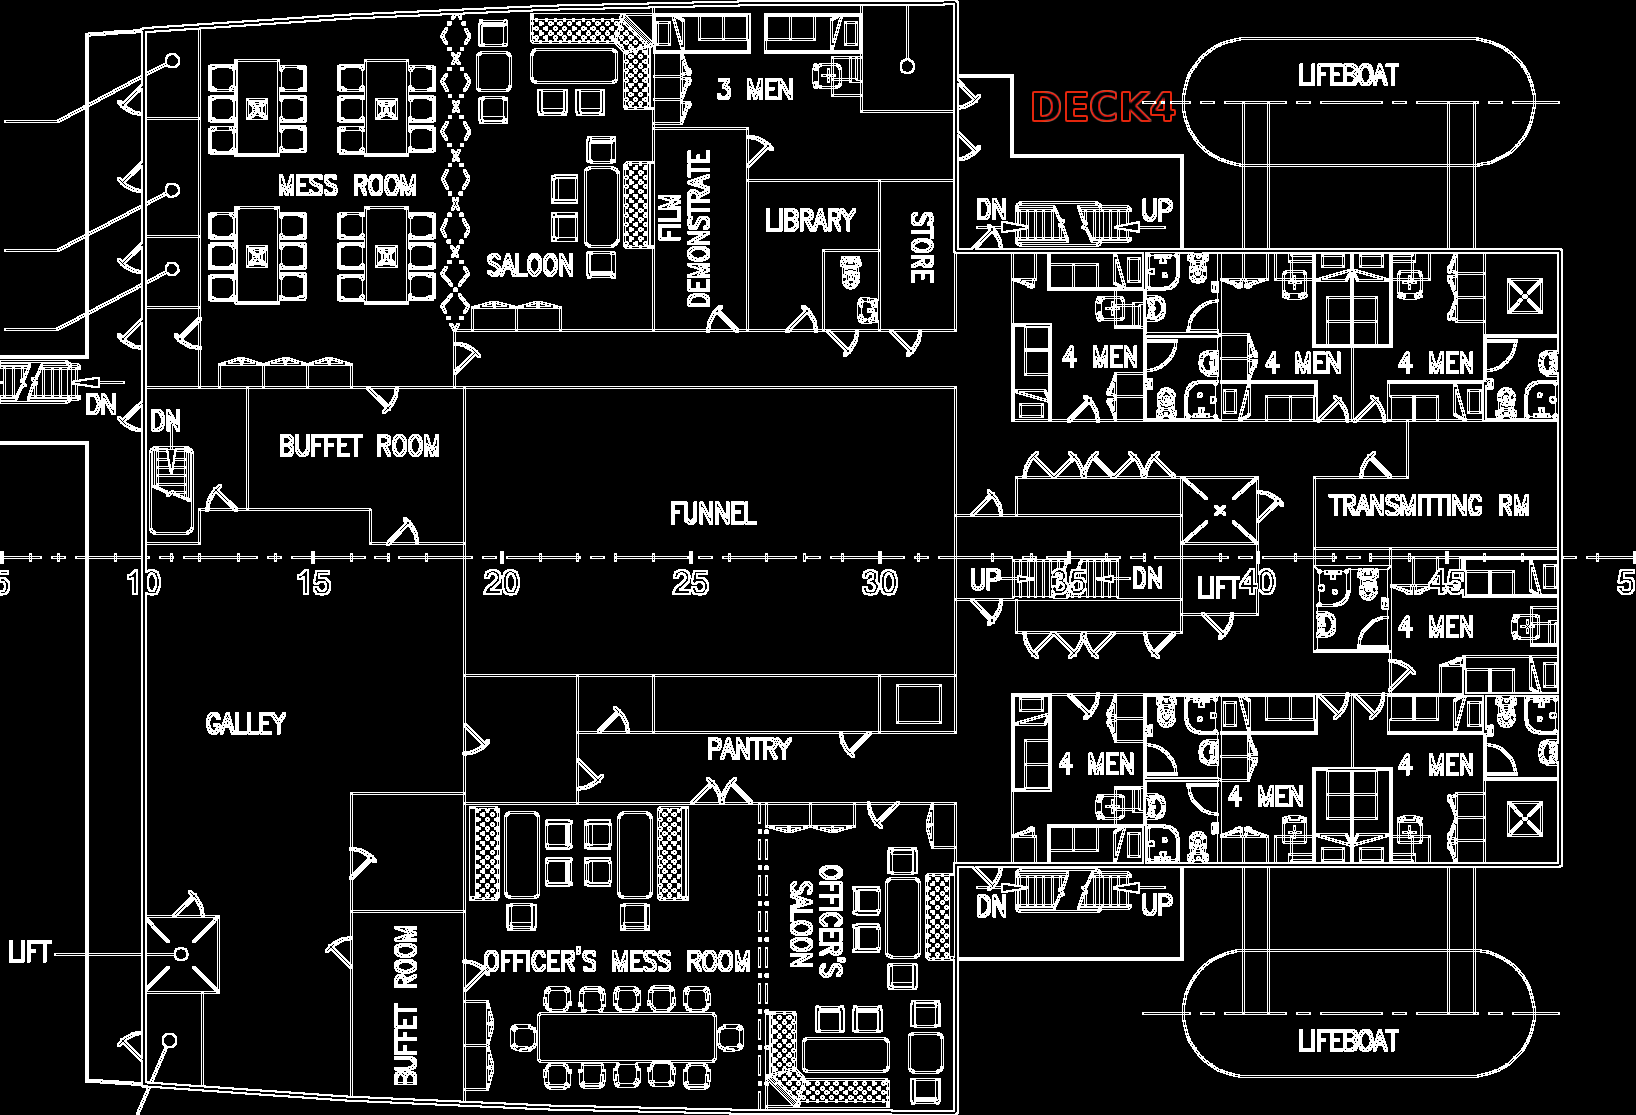 LIFEBOAT
3 MEN
DECK4
MESS ROOM
FILM
DEMONSTRATE
LIBRARY
STORE
DN
UP
SALOON
4 MEN
4 MEN
4 MEN
DN
DN
BUFFET ROOM
FUNNEL
TRANSMITTING RM
5
10
15
20
25
30
UP
35
DN
LIFT
40
45
5
4 MEN
GALLEY
PANTRY
4 MEN
4 MEN
4 MEN
OFFICER'S
SALOON
DN
UP
LIFT
BUFFET ROOM
OFFICER'S MESS ROOM
LIFEBOAT